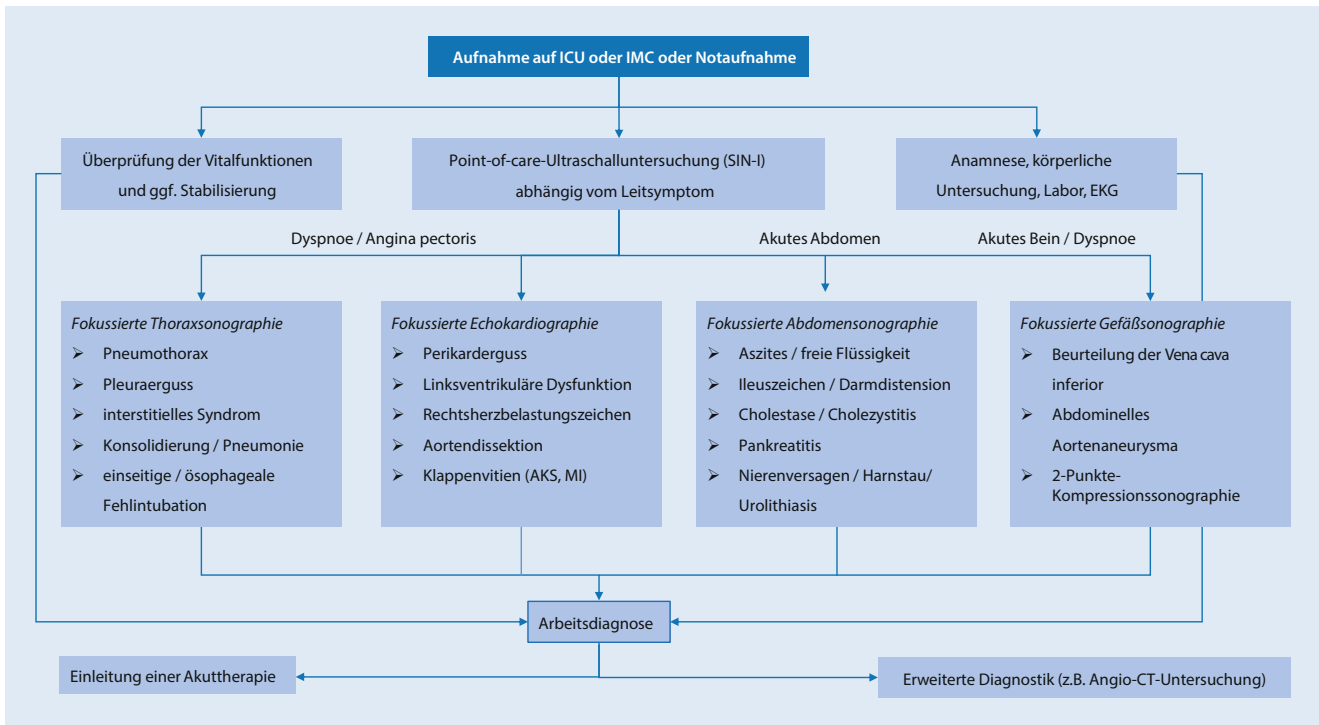 Aufnahme auf ICU oder IMC oder Notaufnahme
Überprüfung der Vitalfunktionen
und ggf. Stabilisierung
Point-of-care-Ultraschalluntersuchung (SIN-I)
abhängig vom Leitsymptom
Anamnese, körperliche
Untersuchung, Labor, EKG
Dyspnoe / Angina pectoris
Akutes Abdomen
Akutes Bein / Dyspnoe
Fokussierte Thoraxsonographie
➢ Pneumothorax
➢ Pleuraerguss
➢ interstitielles Syndrom
➢ Konsolidierung / Pneumonie
➢ einseitige / ösophageale
Fehlintubation
Fokussierte Echokardiographie
➢ Perikarderguss
➢ Linksventrikuläre Dysfunktion
➢ Rechtsherzbelastungszeichen
➢ Aortendissektion
➢ Klappenvitien (AKS, MI)
Fokussierte Abdomensonographie
➢ Aszites / freie Flüssigkeit
➢ Ileuszeichen / Darmdistension
➢ Cholestase / Cholezystitis
➢ Pankreatitis
➢ Nierenversagen / Harnstau/
Urolithiasis
Fokussierte Gefäßsonographie
➢ Beurteilung der Vena cava
inferior
➢ Abdominelles
Aortenaneurysma
➢ 2-Punkte-
Kompressionssonographie
Arbeitsdiagnose
Einleitung einer Akuttherapie
Erweiterte Diagnostik (z.B. Angio-CT-Untersuchung)